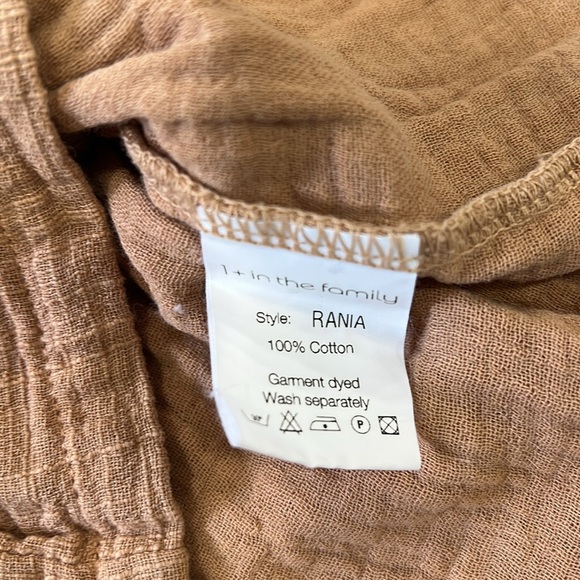 1+ in the family
Style: RANIA
100% Cotton
Garment dyed
Wash separately
P